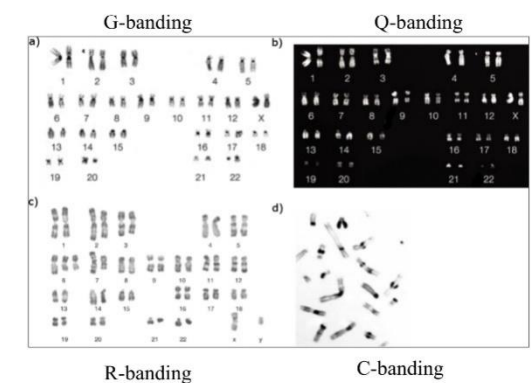 G-banding
Q-banding
a)
1 2 3 4 5
6 7 8 9 10 11 12 X
13 14 15 16 17 18
19 20 21 22
b)
1 2 3 4 5
6 7 8 9 10 11 12 X
13 14 15 16 17 18
19 20 21 22
c)
1 2 3 4 5
6 7 8 9 10 11 12
13 14 15 16 17 18
19 20 21 22 x y
d)
R-banding
C-banding